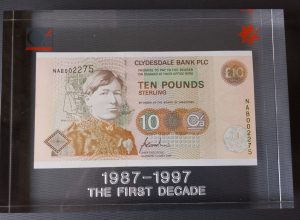 CLYDESDALE BANK PLC
£10
NAB002275
TEN POUNDS
STERLING
10
NAB002275
1987-1997
THE FIRST DECADE